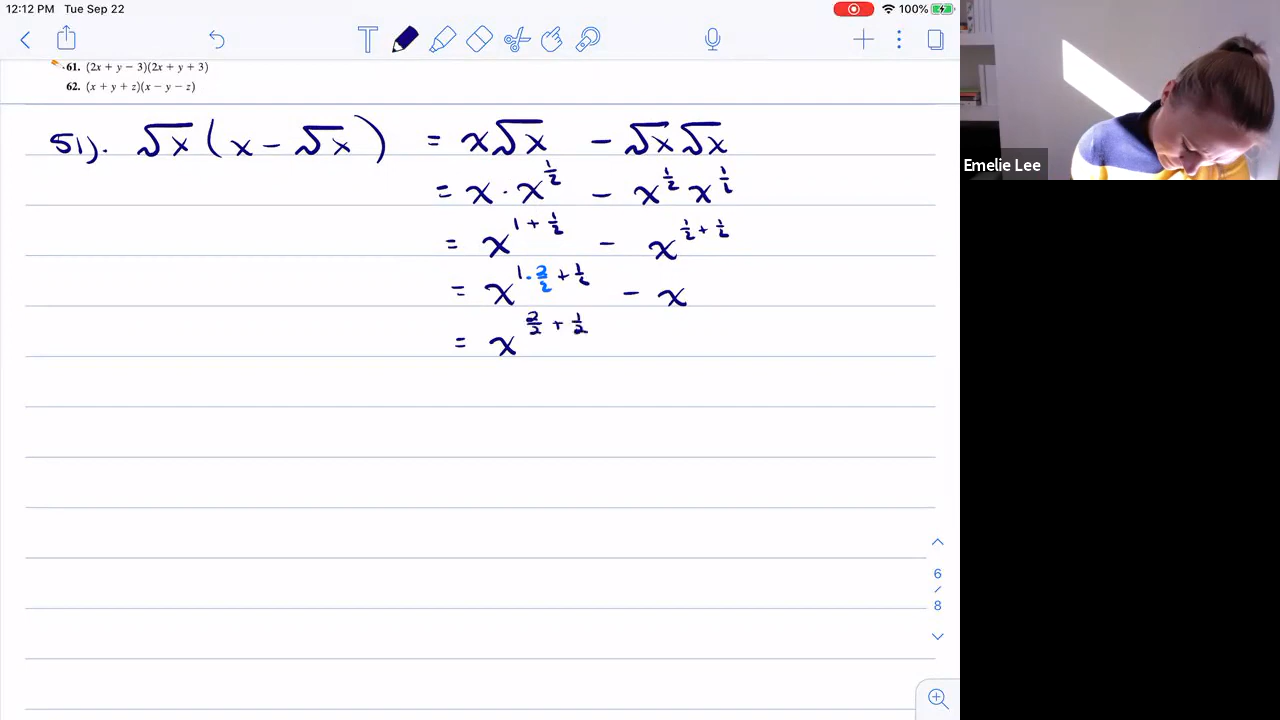 12:12 PM Tue Sep 22
100%
61. (2x + y − 3)(2x + y + 3)
62. (x + y + z)(x − y − z)
51). √x (x − √x) = x√x − √x√x
= x · x^{1/2} − x^{1/2} x^{1/2}
= x^{1 + 1/2} − x^{1/2 + 1/2}
= x^{1 · 2/2 + 1/2} − x
= x^{2/2 + 1/2}
6
/
8
Emelie Lee